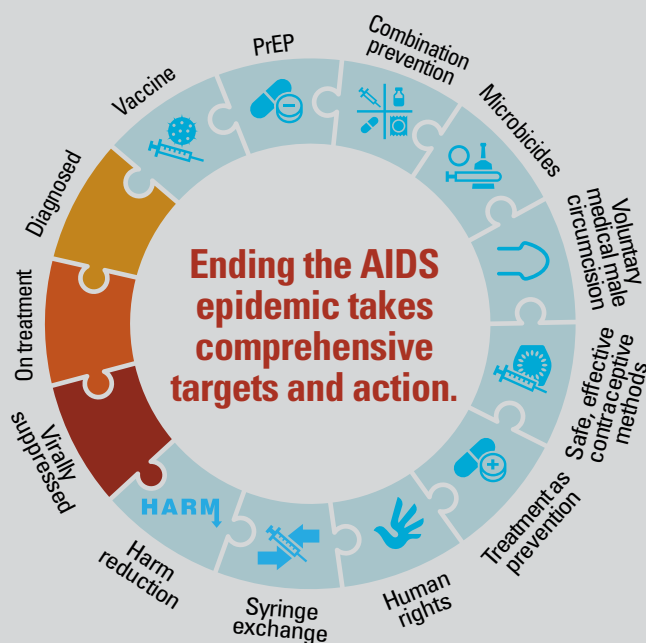 PrEP
Combination
prevention
Microbicides
Voluntary
medical male
circumcision
Safe, effective
contraceptive
methods
Treatment as
prevention
Human
rights
Syringe
exchange
Harm
reduction
Virally
suppressed
On treatment
Diagnosed
Vaccine
HARM
Ending the AIDS
epidemic takes
comprehensive
targets and action.